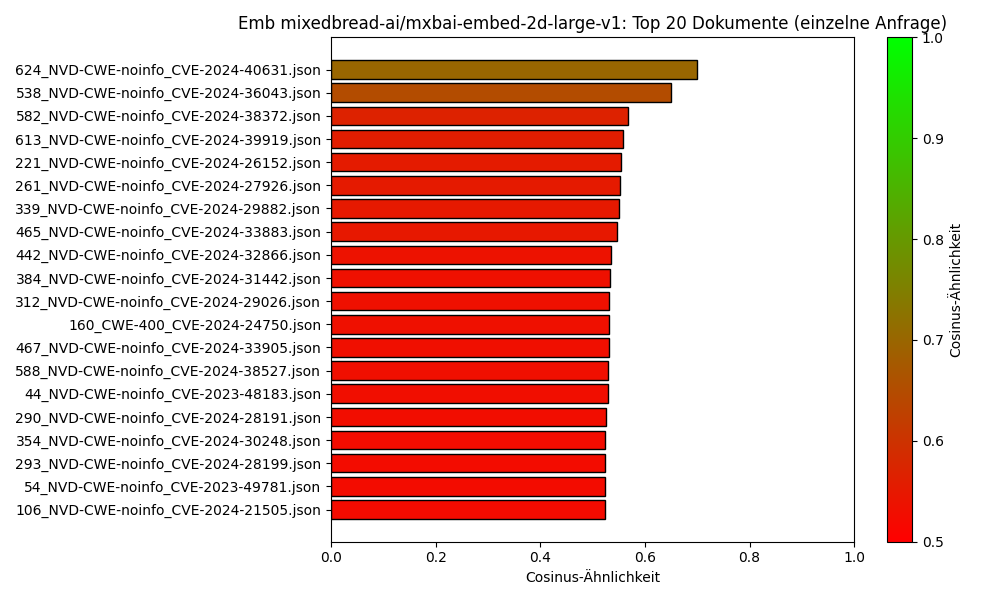 Emb mixedbread-ai/mxbai-embed-2d-large-v1: Top 20 Dokumente (einzelne Anfrage)
624_NVD-CWE-noinfo_CVE-2024-40631.json
538_NVD-CWE-noinfo_CVE-2024-36043.json
582_NVD-CWE-noinfo_CVE-2024-38372.json
613_NVD-CWE-noinfo_CVE-2024-39919.json
221_NVD-CWE-noinfo_CVE-2024-26152.json
261_NVD-CWE-noinfo_CVE-2024-27926.json
339_NVD-CWE-noinfo_CVE-2024-29882.json
465_NVD-CWE-noinfo_CVE-2024-33883.json
442_NVD-CWE-noinfo_CVE-2024-32866.json
384_NVD-CWE-noinfo_CVE-2024-31442.json
312_NVD-CWE-noinfo_CVE-2024-29026.json
160_CWE-400_CVE-2024-24750.json
467_NVD-CWE-noinfo_CVE-2024-33905.json
588_NVD-CWE-noinfo_CVE-2024-38527.json
44_NVD-CWE-noinfo_CVE-2023-48183.json
290_NVD-CWE-noinfo_CVE-2024-28191.json
354_NVD-CWE-noinfo_CVE-2024-30248.json
293_NVD-CWE-noinfo_CVE-2024-28199.json
54_NVD-CWE-noinfo_CVE-2023-49781.json
106_NVD-CWE-noinfo_CVE-2024-21505.json
0.0 0.2 0.4 0.6 0.8 1.0
Cosinus-Ähnlichkeit
1.0
0.9
0.8
0.7
0.6
0.5
Cosinus-Ähnlichkeit